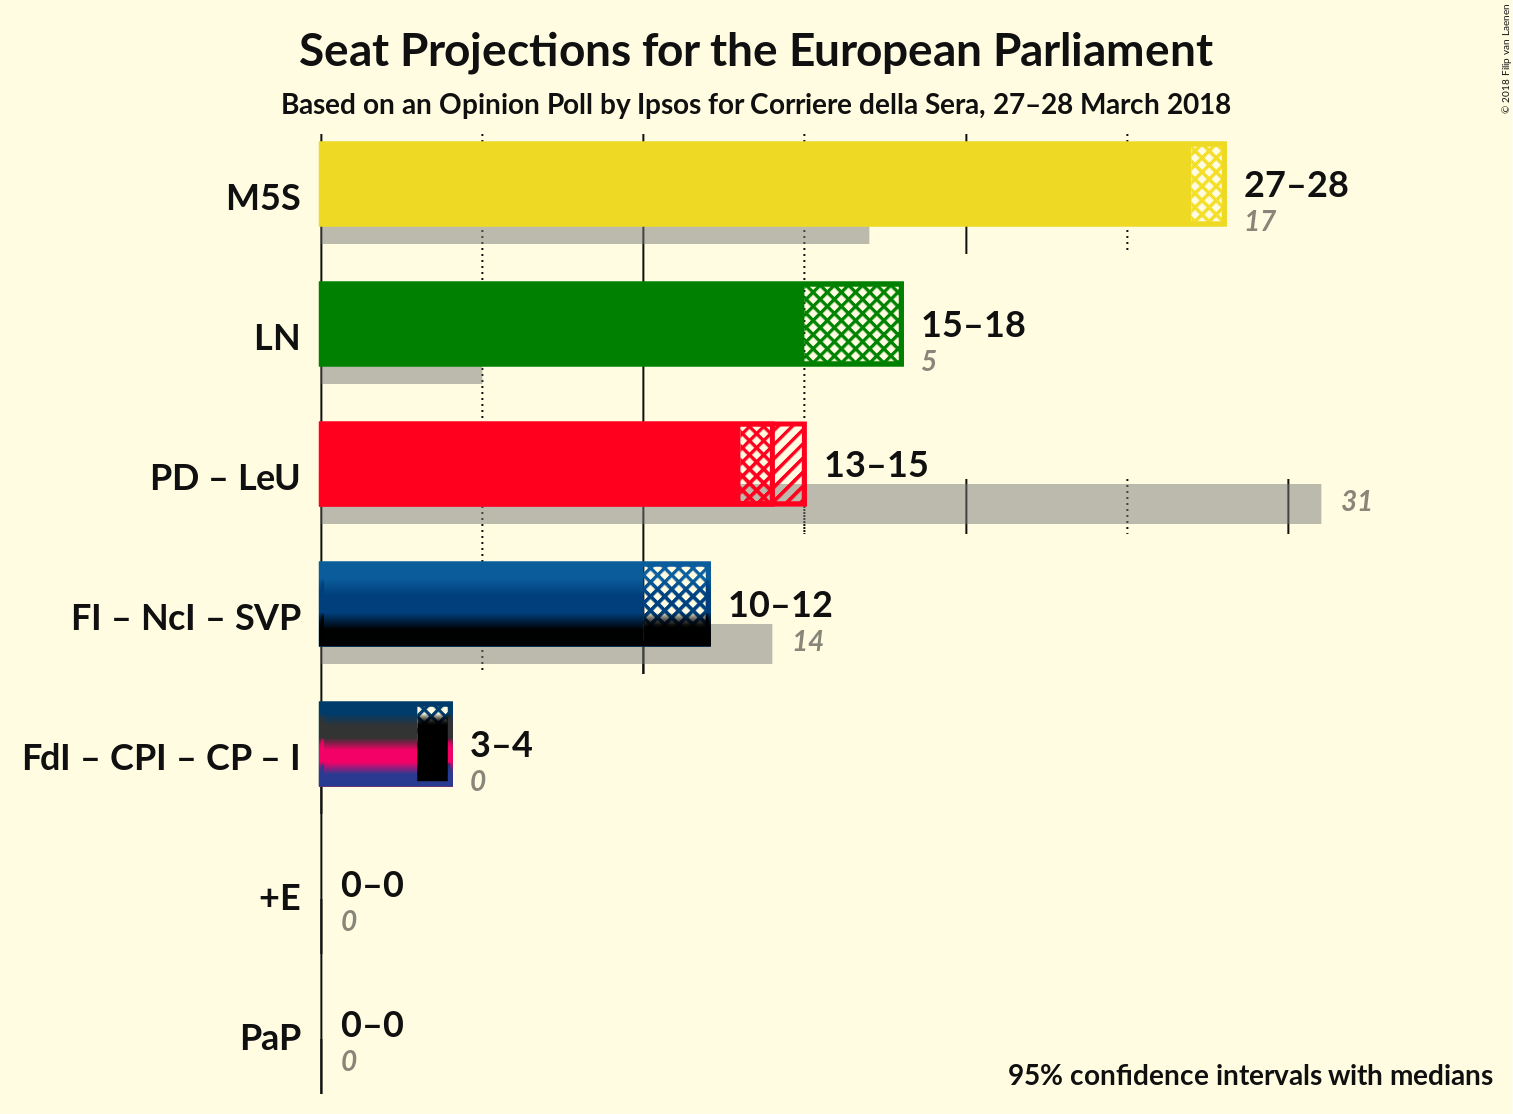 Seat Projections for the European Parliament
Based on an Opinion Poll by Ipsos for Corriere della Sera, 27–28 March 2018
© 2018 Filip van Laenen
M5S
27–28
17
LN
15–18
5
PD – LeU
13–15
31
FI – NcI – SVP
10–12
14
FdI – CPI – CP – I
3–4
0
+E
0–0
0
PaP
0–0
0
95% confidence intervals with medians